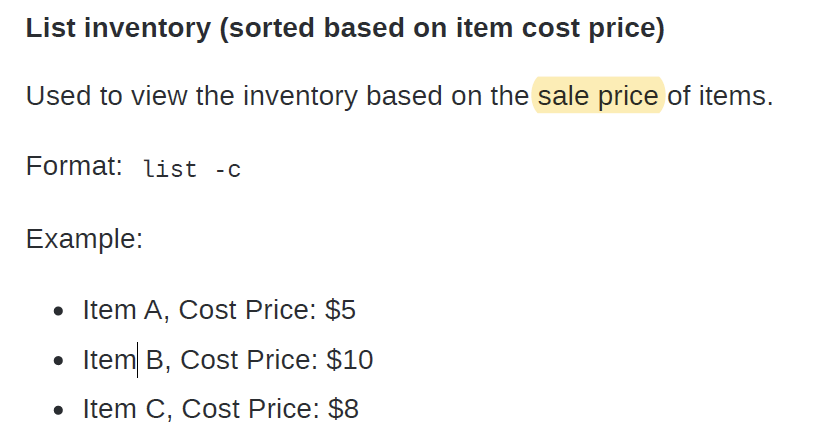 List inventory (sorted based on item cost price)
Used to view the inventory based on the sale price of items.
Format: list -c
Example:
• Item A, Cost Price: $5
• Item B, Cost Price: $10
• Item C, Cost Price: $8